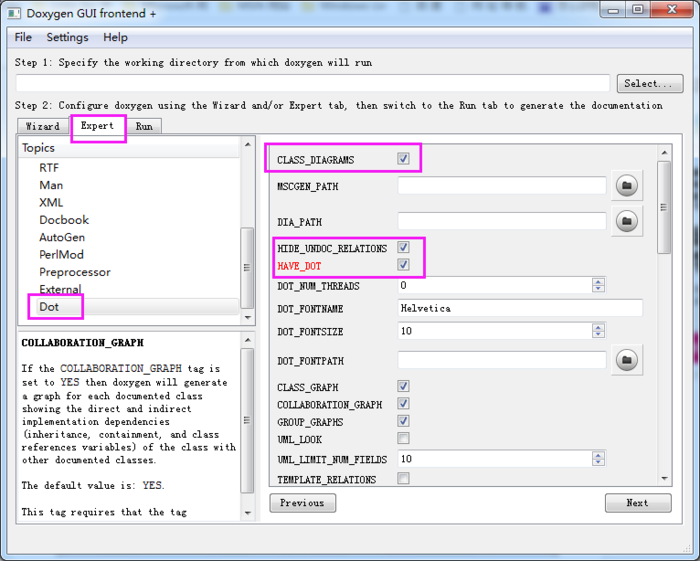 Doxygen GUI frontend +
File Settings Help
Step 1: Specify the working directory from which doxygen will run
Select...
Step 2: Configure doxygen using the Wizard and/or Expert tab, then switch to the Run tab to generate the documentation
Wizard Expert Run
Topics
RTF
Man
XML
Docbook
AutoGen
PerlMod
Preprocessor
External
Dot
COLLABORATION_GRAPH
If the COLLABORATION_GRAPH tag is
set to YES then doxygen will generate
a graph for each documented class
showing the direct and indirect
implementation dependencies
(inheritance, containment, and class
references variables) of the class with
other documented classes.
The default value is: YES.
This tag requires that the tag
CLASS_DIAGRAMS
MSCGEN_PATH
DIA_PATH
HIDE_UNDOC_RELATIONS
HAVE_DOT
DOT_NUM_THREADS 0
DOT_FONTNAME Helvetica
DOT_FONTSIZE 10
DOT_FONTPATH
CLASS_GRAPH
COLLABORATION_GRAPH
GROUP_GRAPHS
UML_LOOK
UML_LIMIT_NUM_FIELDS 10
TEMPLATE_RELATIONS
Previous Next